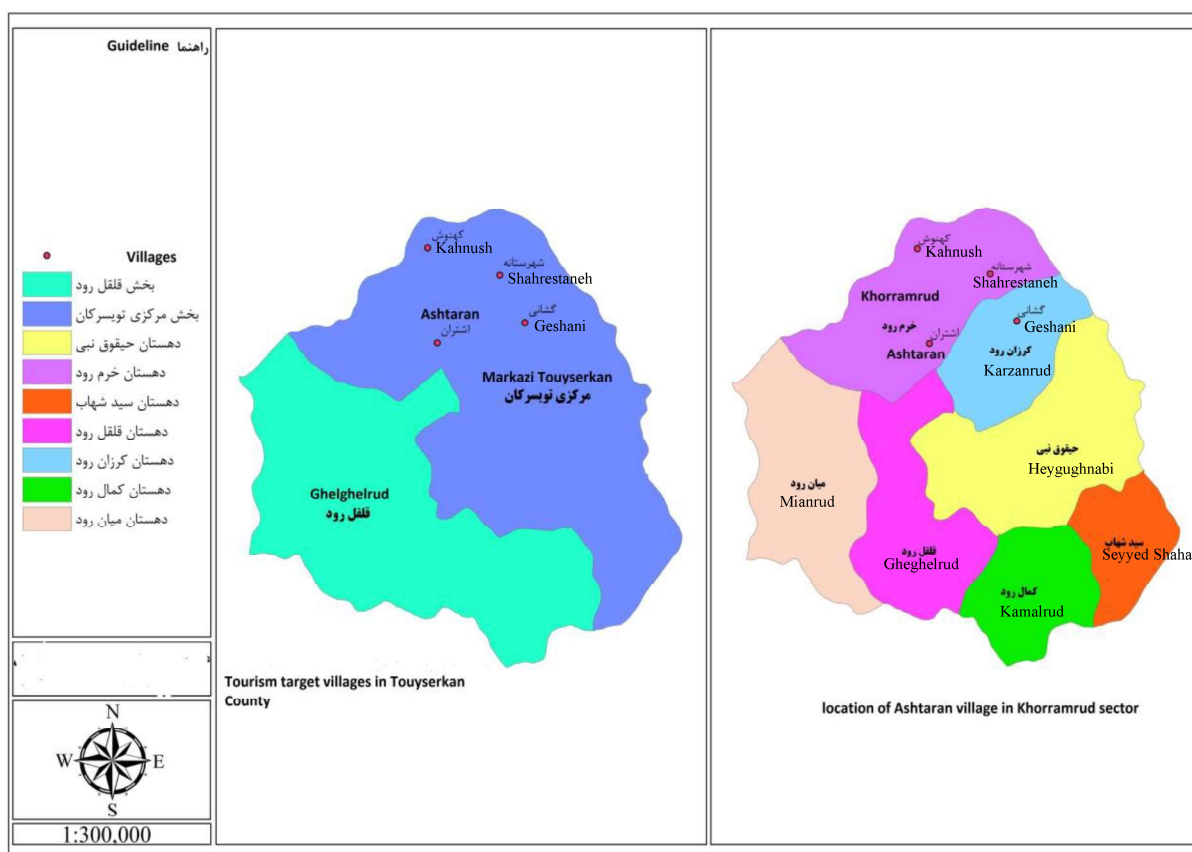 Guideline راهنما
Villages
بخش قلقل رود
بخش مرکزی تویسرکان
دهستان حیقوق نبی
دهستان خرم رود
دهستان سید شهاب
دهستان قلقل رود
دهستان کرزان رود
دهستان کمال رود
دهستان میان رود
N
W E
S
1:300,000
کهنوش
Kahnush
شهرستانه
Shahrestaneh
گشانی
Geshani
Ashtaran
اشتران
Markazi Touyserkan
مرکزی تویسرکان
Ghelghelrud
قلقل رود
Tourism target villages in Touyserkan
County
کهنوش
Kahnush
شهرستانه
Shahrestaneh
Khorramrud
خرم رود
گشانی
Geshani
اشتران
Ashtaran
کرزان رود
Karzanrud
حیقوق نبی
Heygughnabi
میان رود
Mianrud
قلقل رود
Gheghelrud
سید شهاب
Seyyed Shaha
کمال رود
Kamalrud
location of Ashtaran village in Khorramrud sector